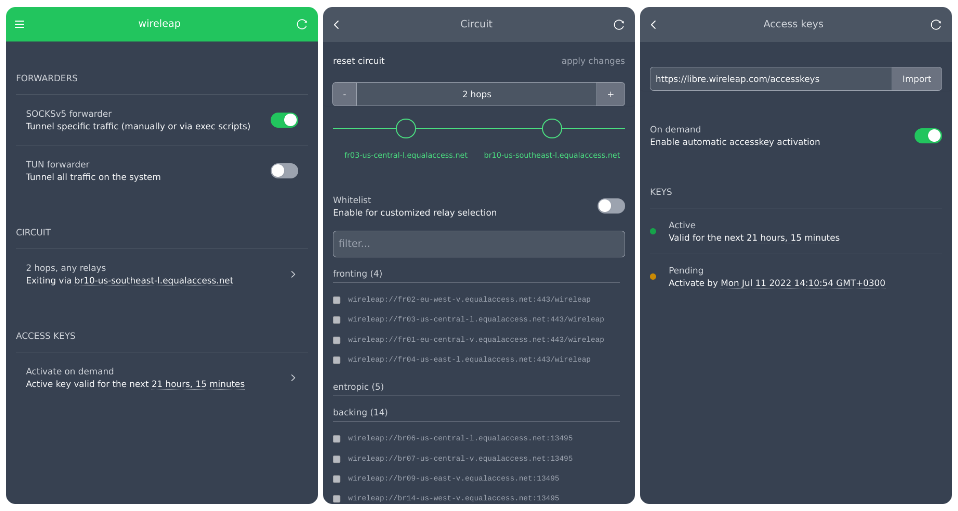 wireleap
FORWARDERS
SOCKSv5 forwarder
Tunnel specific traffic (manually or via exec scripts)
TUN forwarder
Tunnel all traffic on the system
CIRCUIT
2 hops, any relays
Exiting via br10-us-southeast-l.equalaccess.net
ACCESS KEYS
Activate on demand
Active key valid for the next 21 hours, 15 minutes
Circuit
reset circuit
apply changes
-
2 hops
+
fr03-us-central-l.equalaccess.net
br10-us-southeast-l.equalaccess.net
Whitelist
Enable for customized relay selection
filter...
fronting (4)
wireleap://fr02-eu-west-v.equalaccess.net:443/wireleap
wireleap://fr03-us-central-l.equalaccess.net:443/wireleap
wireleap://fr01-eu-central-v.equalaccess.net:443/wireleap
wireleap://fr04-us-east-l.equalaccess.net:443/wireleap
entropic (5)
backing (14)
wireleap://br06-us-central-l.equalaccess.net:13495
wireleap://br07-us-central-v.equalaccess.net:13495
wireleap://br09-us-east-v.equalaccess.net:13495
wireleap://br14-us-west-v.equalaccess.net:13495
Access keys
https://libre.wireleap.com/accesskeys
Import
On demand
Enable automatic accesskey activation
KEYS
Active
Valid for the next 21 hours, 15 minutes
Pending
Activate by Mon Jul 11 2022 14:10:54 GMT+0300